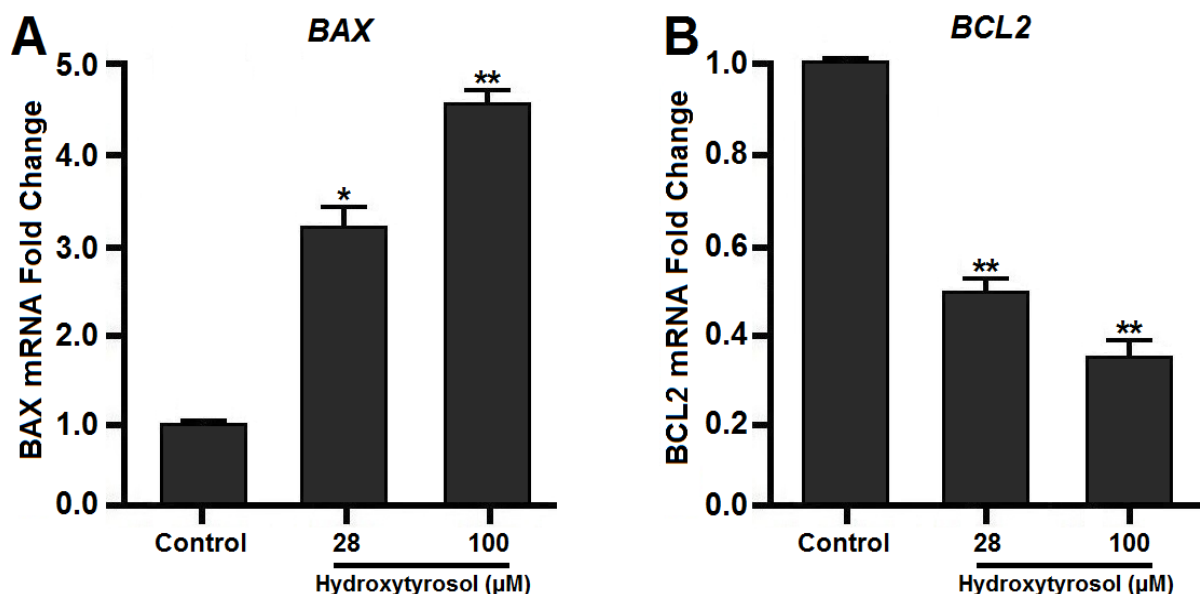 A
BAX
BAX mRNA Fold Change
5.0
4.0
3.0
2.0
1.0
0.0
*
**
Control
28
100
Hydroxytyrosol (µM)
B
BCL2
BCL2 mRNA Fold Change
1.0
0.8
0.6
0.4
0.2
0.0
**
**
Control
28
100
Hydroxytyrosol (µM)